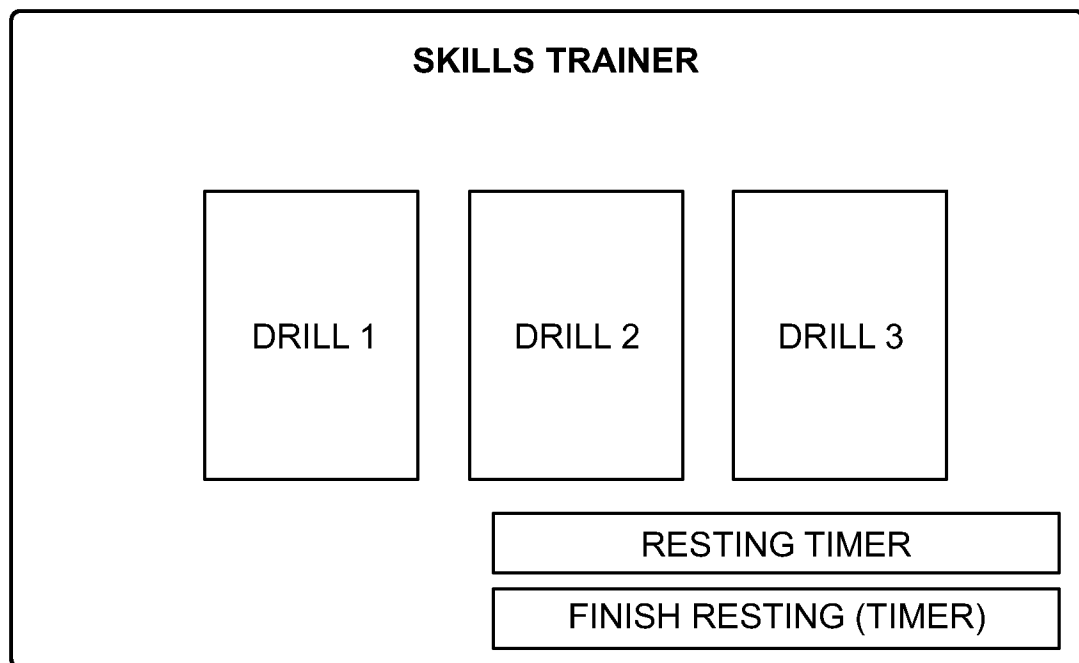 SKILLS TRAINER
DRILL 1
DRILL 2
DRILL 3
RESTING TIMER
FINISH RESTING (TIMER)